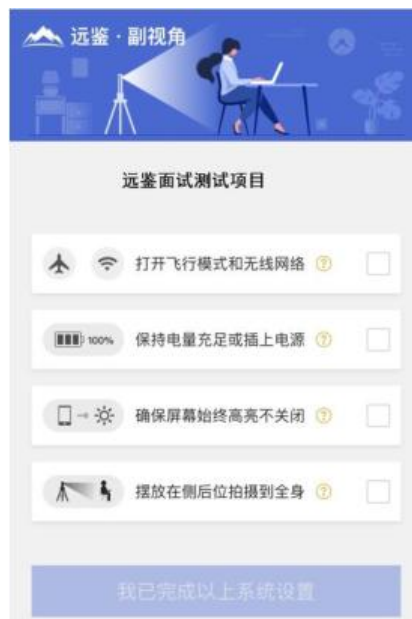 远鉴·副视角
远鉴面试测试项目
打开飞行模式和无线网络 ?
100% 保持电量充足或插上电源 ?
确保屏幕始终高亮不关闭 ?
摆放在侧后位拍摄到全身 ?
我已完成以上系统设置